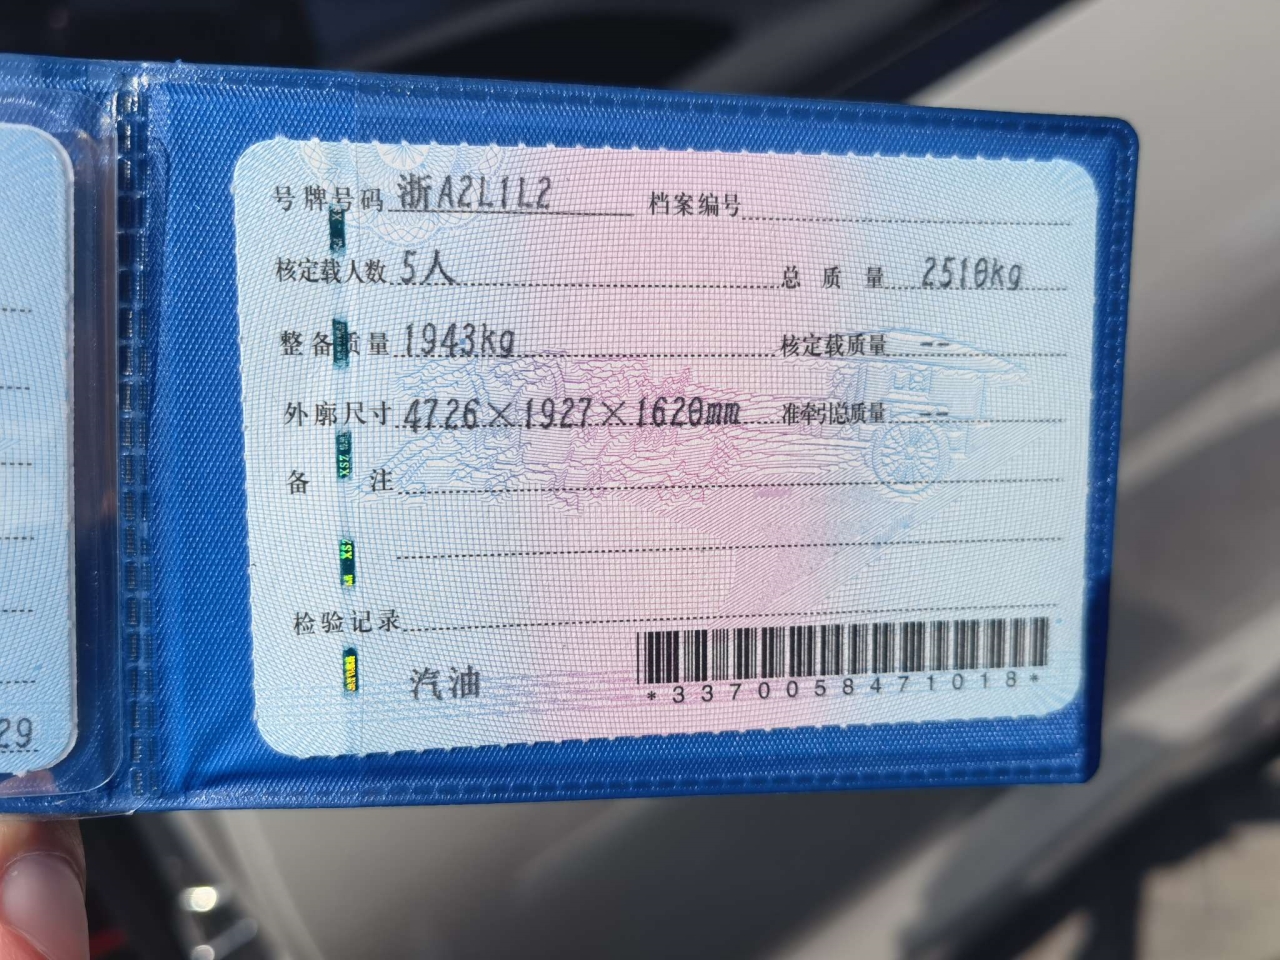 号牌号码 浙A2L1L2 档案编号
核定载人数 5人 总质量 2510kg
整备质量 1943kg 核定载质量 --
外廓尺寸 4726×1927×1620mm 准牵引总质量 --
备注
检验记录
汽油
*3370058471018*
29